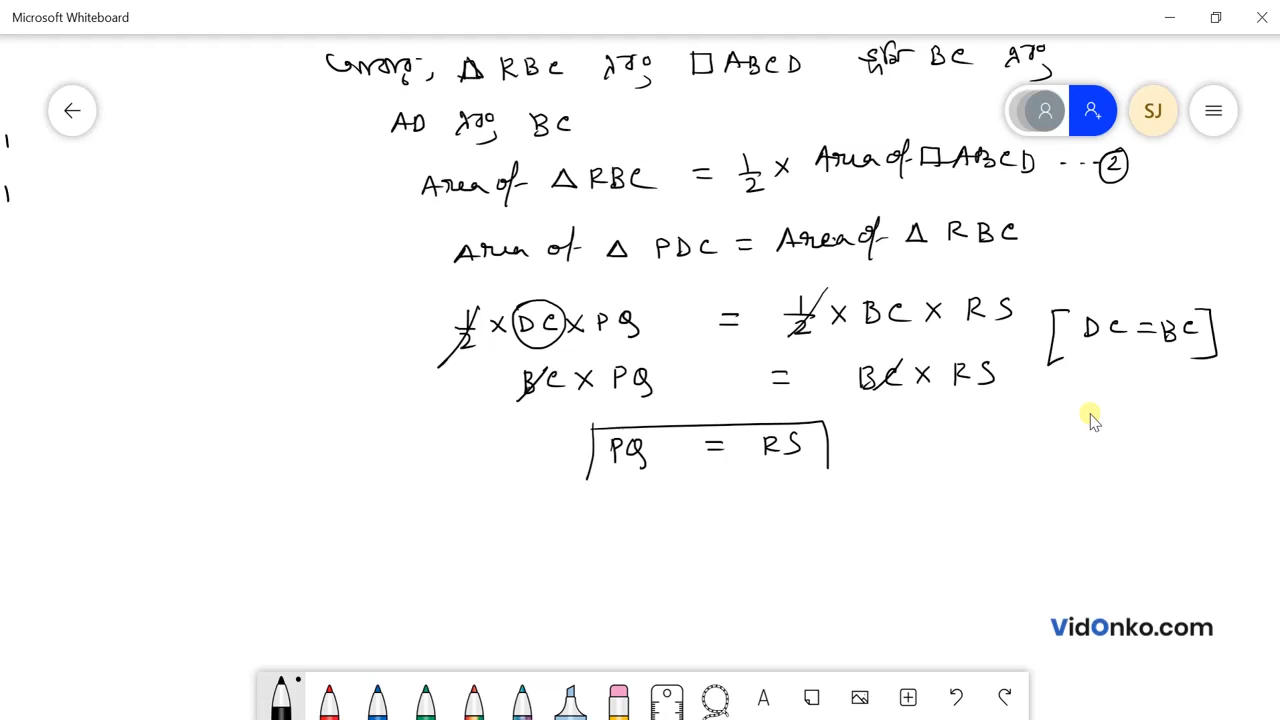 Microsoft Whiteboard
△ RBC এবং □ ABCD BC এবং
AD এবং BC
Area of △ RBC = 1/2 × Area of □ ABCD ---②
Area of △ PDC = Area of △ RBC
1/2 × DC × PQ = 1/2 × BC × RS [DC = BC]
BC × PQ = BC × RS
PQ = RS
SJ
VidOnko.com